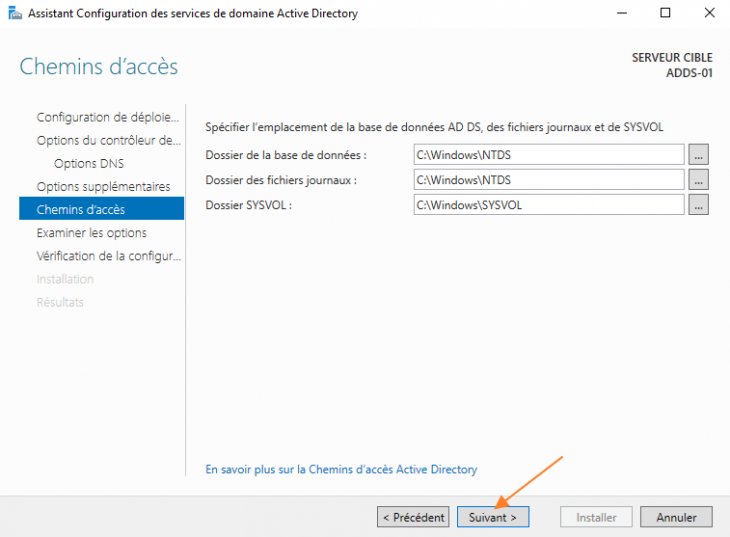 Assistant Configuration des services de domaine Active Directory
Chemins d'accès
SERVEUR CIBLE
ADDS-01
Configuration de déploie...
Options du contrôleur de...
Options DNS
Options supplémentaires
Chemins d'accès
Examiner les options
Vérification de la configur...
Installation
Résultats
Spécifier l'emplacement de la base de données AD DS, des fichiers journaux et de SYSVOL
Dossier de la base de données : C:\Windows\NTDS ...
Dossier des fichiers journaux : C:\Windows\NTDS ...
Dossier SYSVOL : C:\Windows\SYSVOL ...
En savoir plus sur la Chemins d'accès Active Directory
< Précédent Suivant > Installer Annuler